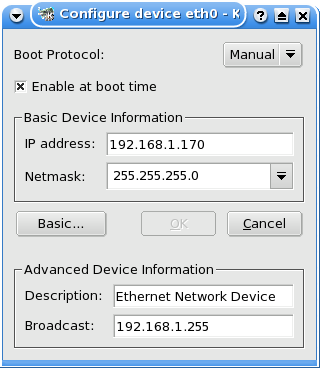 Configure device eth0 - K
Boot Protocol: Manual
Enable at boot time
Basic Device Information
IP address: 192.168.1.170
Netmask: 255.255.255.0
Basic... OK Cancel
Advanced Device Information
Description: Ethernet Network Device
Broadcast: 192.168.1.255